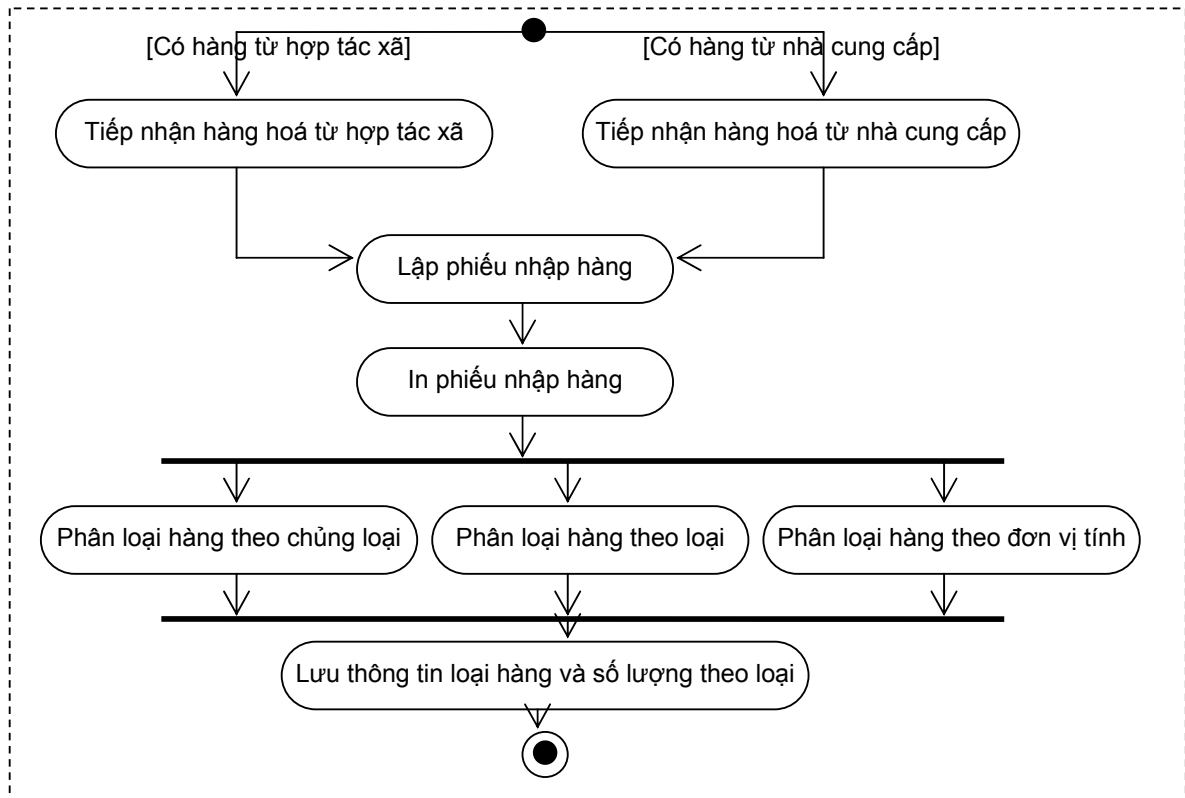 [Có hàng từ hợp tác xã]
[Có hàng từ nhà cung cấp]
Tiếp nhận hàng hoá từ hợp tác xã
Tiếp nhận hàng hoá từ nhà cung cấp
Lập phiếu nhập hàng
In phiếu nhập hàng
Phân loại hàng theo chủng loại
Phân loại hàng theo loại
Phân loại hàng theo đơn vị tính
Lưu thông tin loại hàng và số lượng theo loại